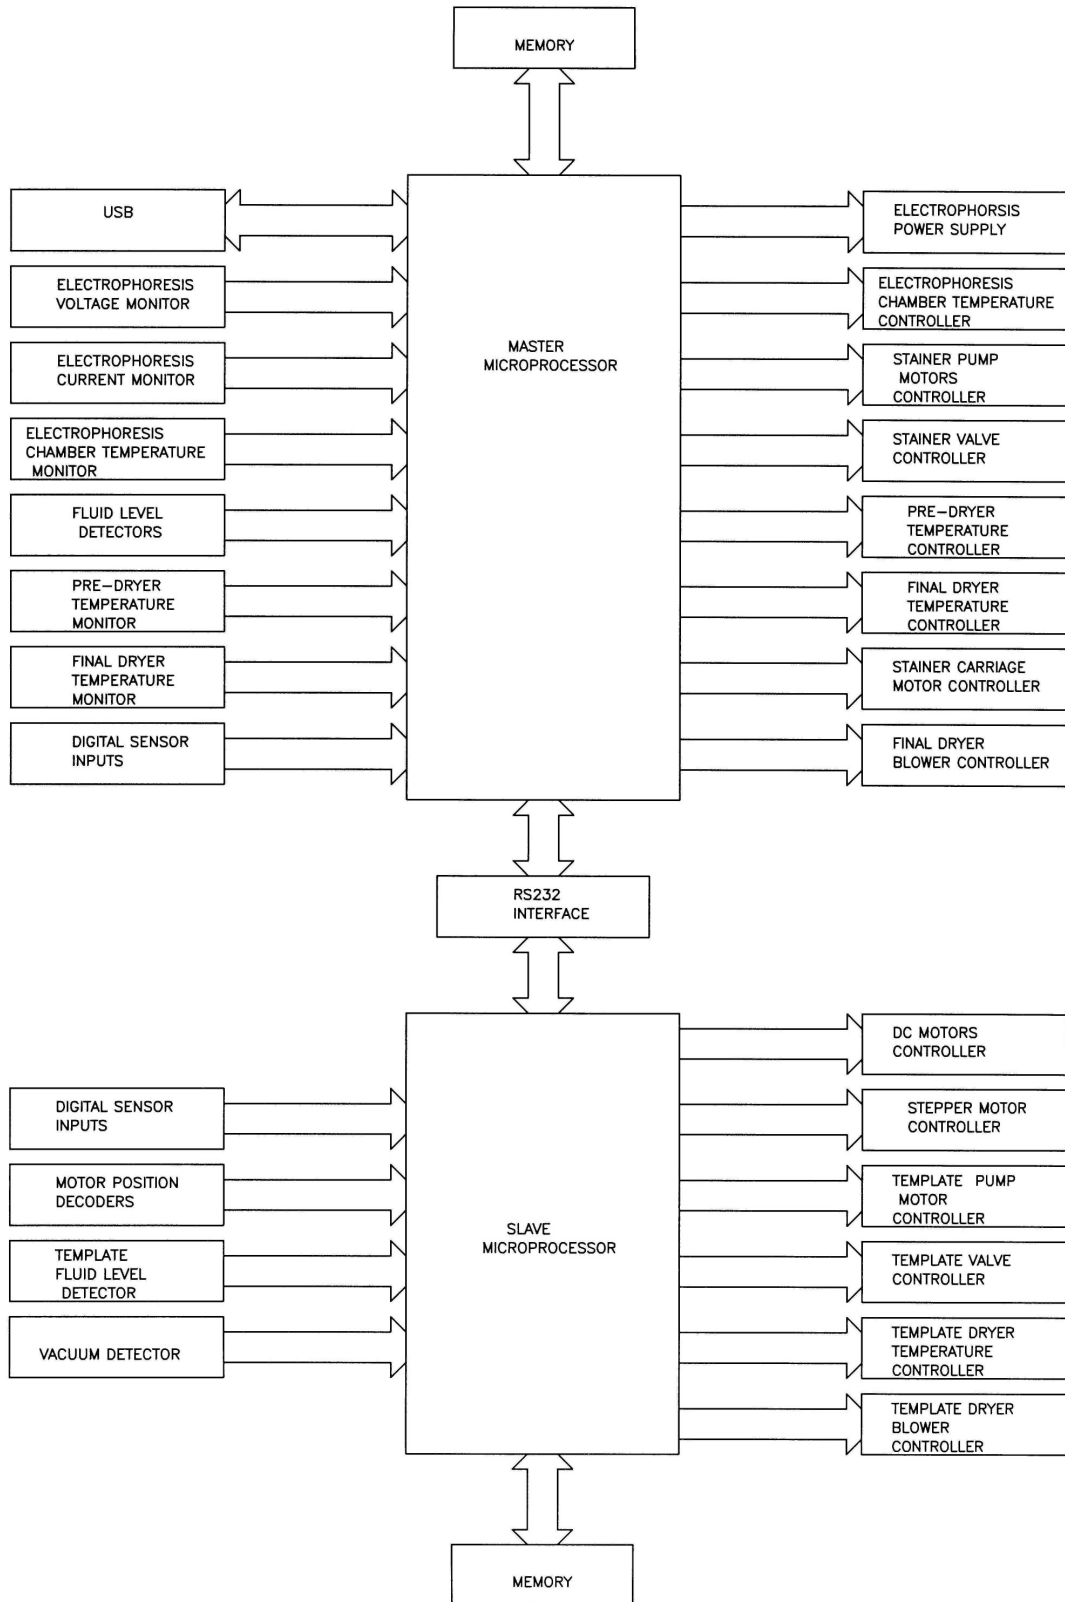 MEMORY
USB
ELECTROPHORESIS
VOLTAGE MONITOR
ELECTROPHORESIS
CURRENT MONITOR
ELECTROPHORESIS
CHAMBER TEMPERATURE
MONITOR
FLUID LEVEL
DETECTORS
PRE-DRYER
TEMPERATURE
MONITOR
FINAL DRYER
TEMPERATURE
MONITOR
DIGITAL SENSOR
INPUTS
MASTER
MICROPROCESSOR
ELECTROPHORSIS
POWER SUPPLY
ELECTROPHORESIS
CHAMBER TEMPERATURE
CONTROLLER
STAINER PUMP
MOTORS
CONTROLLER
STAINER VALVE
CONTROLLER
PRE-DRYER
TEMPERATURE
CONTROLLER
FINAL DRYER
TEMPERATURE
CONTROLLER
STAINER CARRIAGE
MOTOR CONTROLLER
FINAL DRYER
BLOWER CONTROLLER
RS232
INTERFACE
DIGITAL SENSOR
INPUTS
MOTOR POSITION
DECODERS
TEMPLATE
FLUID LEVEL
DETECTOR
VACUUM DETECTOR
SLAVE
MICROPROCESSOR
DC MOTORS
CONTROLLER
STEPPER MOTOR
CONTROLLER
TEMPLATE PUMP
MOTOR
CONTROLLER
TEMPLATE VALVE
CONTROLLER
TEMPLATE DRYER
TEMPERATURE
CONTROLLER
TEMPLATE DRYER
BLOWER
CONTROLLER
MEMORY